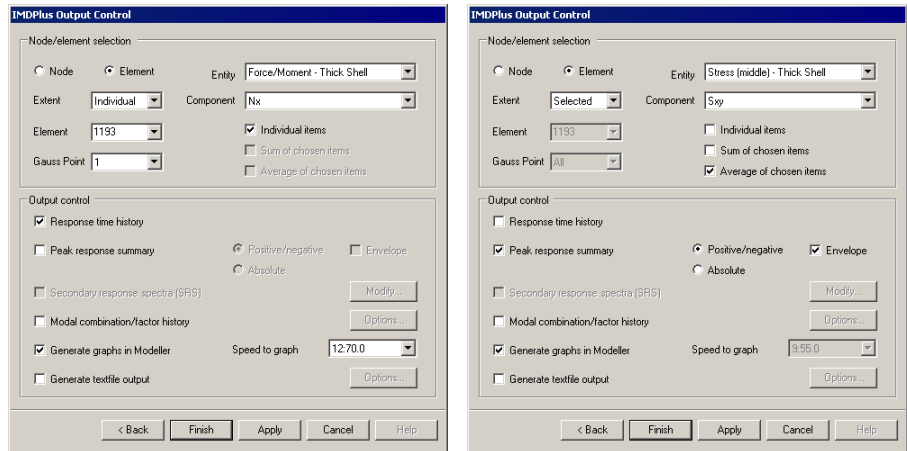 IMDPlus Output Control
Node/element selection
Node Element Entity Force/Moment - Thick Shell
Extent Individual Component Nx
Element 1193 Individual items
Sum of chosen items
Gauss Point 1
Average of chosen items
Output control
Response time history
Peak response summary Positive/negative Envelope
Absolute
Secondary response spectra (SRS) Modify...
Modal combination/factor history Options...
Generate graphs in Modeller Speed to graph 12:70.0
Generate textfile output Options...
< Back Finish Apply Cancel Help
IMDPlus Output Control
Node/element selection
Node Element Entity Stress (middle) - Thick Shell
Extent Selected Component Sxy
Element 1193 Individual items
Sum of chosen items
Gauss Point All
Average of chosen items
Output control
Response time history
Peak response summary Positive/negative Envelope
Absolute
Secondary response spectra (SRS) Modify...
Modal combination/factor history Options...
Generate graphs in Modeller Speed to graph 9:55.0
Generate textfile output Options...
< Back Finish Apply Cancel Help